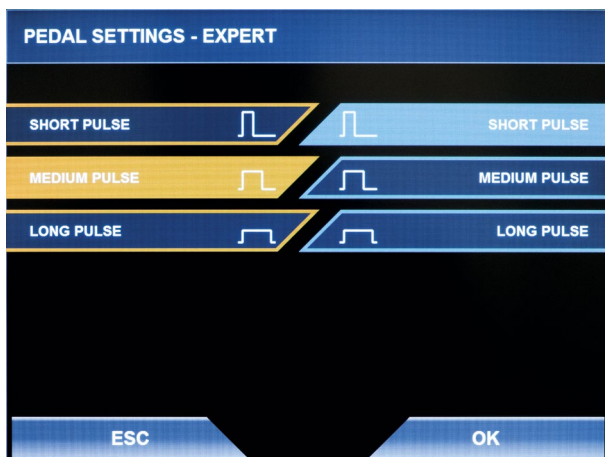 PEDAL SETTINGS - EXPERT
SHORT PULSE SHORT PULSE
MEDIUM PULSE MEDIUM PULSE
LONG PULSE LONG PULSE
ESC OK